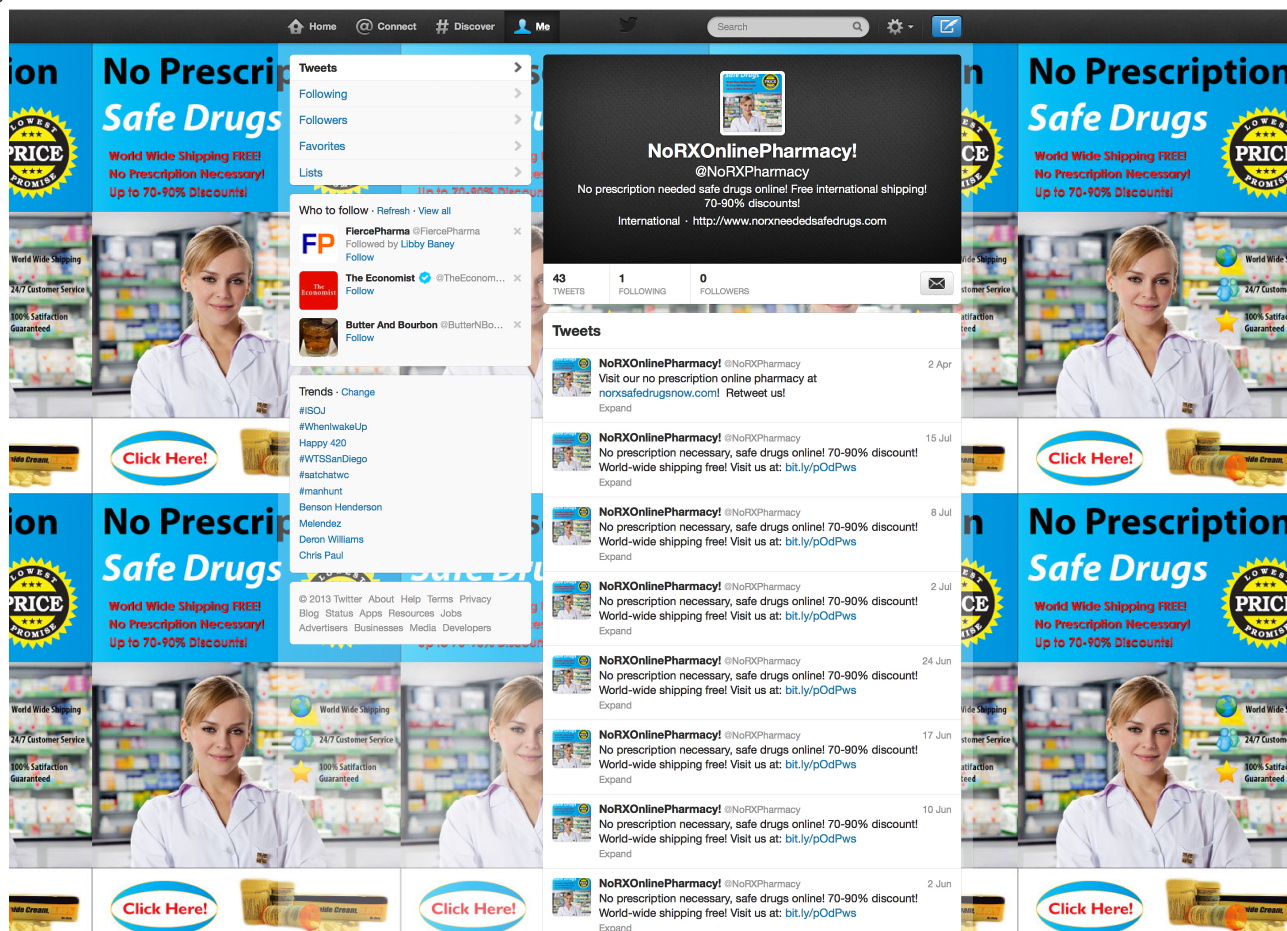 Home
Connect
Discover
Me
Search
No Prescription
Safe Drugs
World Wide Shipping FREE!
No Prescription Necessary!
Up to 70-90% Discounts!
LOWEST
PRICE
PROMISE
World Wide Shipping
24/7 Customer Service
100% Satifaction
Guaranteed
Click Here!
Tweets
Following
Followers
Favorites
Lists
Who to follow · Refresh · View all
FiercePharma @FiercePharma
Followed by Libby Baney
Follow
FP
The Economist @TheEconom...
Follow
The
Economist
Butter And Bourbon @ButterNBo...
Follow
Trends · Change
#ISOJ
#WhenIwakeUp
Happy 420
#WTSSanDiego
#satchatwc
#manhunt
Benson Henderson
Melendez
Deron Williams
Chris Paul
© 2013 Twitter About Help Terms Privacy
Blog Status Apps Resources Jobs
Advertisers Businesses Media Developers
NoRXOnlinePharmacy!
@NoRXPharmacy
No prescription needed safe drugs online! Free international shipping!
70-90% discounts!
International · http://www.norxneededsafedrugs.com
43
TWEETS
1
FOLLOWING
0
FOLLOWERS
Tweets
NoRXOnlinePharmacy! @NoRXPharmacy 2 Apr
Visit our no prescription online pharmacy at
norxsafedrugsnow.com! Retweet us!
Expand
NoRXOnlinePharmacy! @NoRXPharmacy 15 Jul
No prescription necessary, safe drugs online! 70-90% discount!
World-wide shipping free! Visit us at: bit.ly/pOdPws
Expand
NoRXOnlinePharmacy! @NoRXPharmacy 8 Jul
No prescription necessary, safe drugs online! 70-90% discount!
World-wide shipping free! Visit us at: bit.ly/pOdPws
Expand
NoRXOnlinePharmacy! @NoRXPharmacy 2 Jul
No prescription necessary, safe drugs online! 70-90% discount!
World-wide shipping free! Visit us at: bit.ly/pOdPws
Expand
NoRXOnlinePharmacy! @NoRXPharmacy 24 Jun
No prescription necessary, safe drugs online! 70-90% discount!
World-wide shipping free! Visit us at: bit.ly/pOdPws
Expand
NoRXOnlinePharmacy! @NoRXPharmacy 17 Jun
No prescription necessary, safe drugs online! 70-90% discount!
World-wide shipping free! Visit us at: bit.ly/pOdPws
Expand
NoRXOnlinePharmacy! @NoRXPharmacy 10 Jun
No prescription necessary, safe drugs online! 70-90% discount!
World-wide shipping free! Visit us at: bit.ly/pOdPws
Expand
NoRXOnlinePharmacy! @NoRXPharmacy 2 Jun
No prescription necessary, safe drugs online! 70-90% discount!
World-wide shipping free! Visit us at: bit.ly/pOdPws
Expand